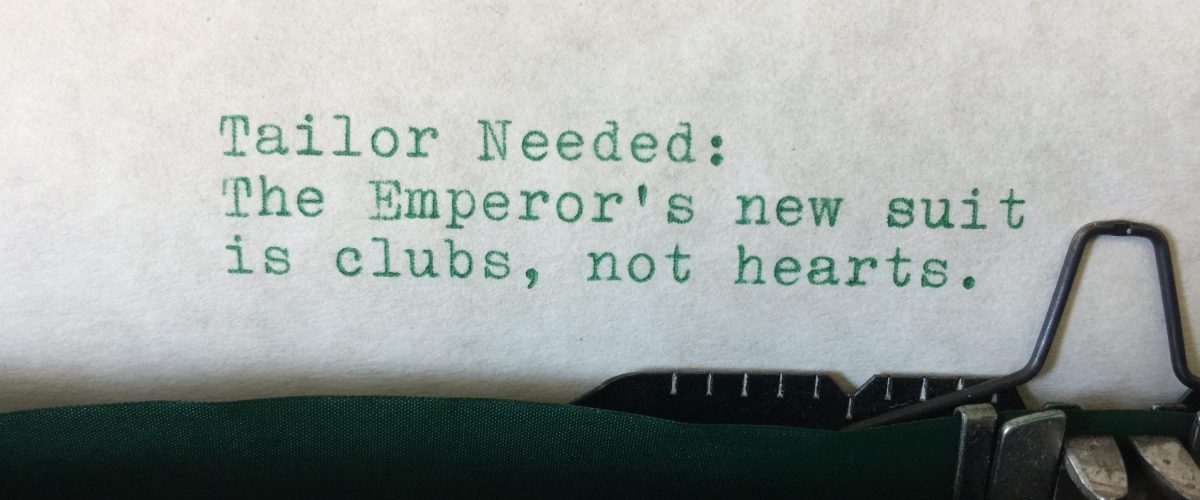 Tailor Needed:
The Emperor's new suit
is clubs, not hearts.